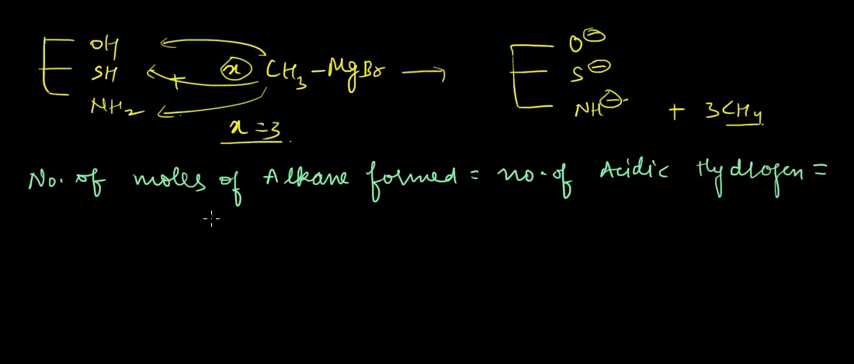 OH
SH + x CH₃-MgBr → O⊖
S⊖
NH₂ NH⊖ + 3CH₄
x = 3
No. of moles of Alkane formed = no. of Acidic Hydrogen =